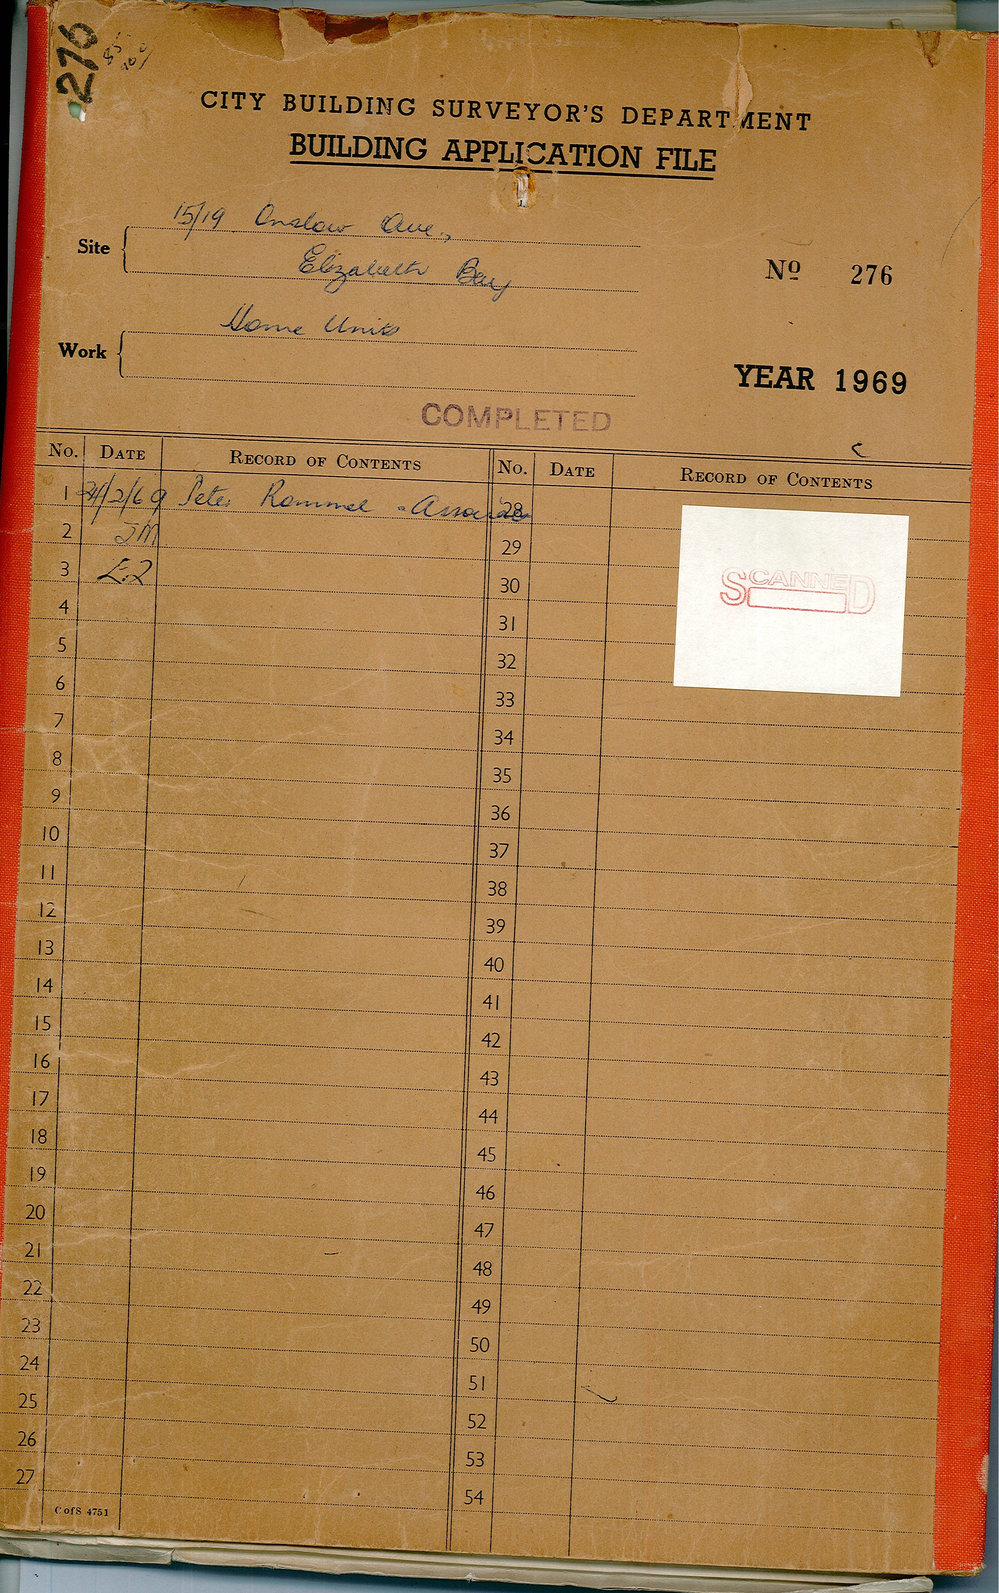 276
CITY BUILDING SURVEYOR'S DEPARTMENT
BUILDING APPLICATION FILE
15/19 Onslow Ave,
Site
Elizabeth Bay
Nº 276
Home Units
Work
YEAR 1969
COMPLETED
No. DATE RECORD OF CONTENTS No. DATE RECORD OF CONTENTS
1 24/2/69 Peter Rommel - Associates 28
2 JM 29
3 30
SCANNED
4 31
5 32
6 33
7 34
8 35
9 36
10 37
11 38
12 39
13 40
14 41
15 42
16 43
17 44
18 45
19 46
20 47
21 48
22 49
23 50
24 51
25 52
26 53
27 54
C of S 4751